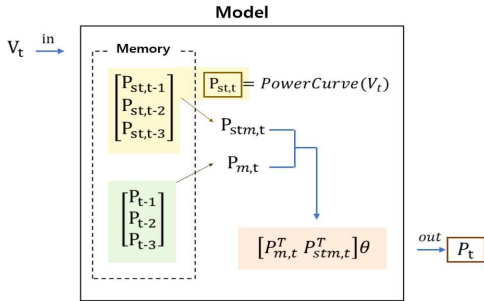 Model
V_t
in
Memory
P_st,t-1
P_st,t-2
P_st,t-3
P_st,t = PowerCurve(V_t)
P_stm,t
P_m,t
P_t-1
P_t-2
P_t-3
[P_m,t^T P_stm,t^T]θ
out
P_t